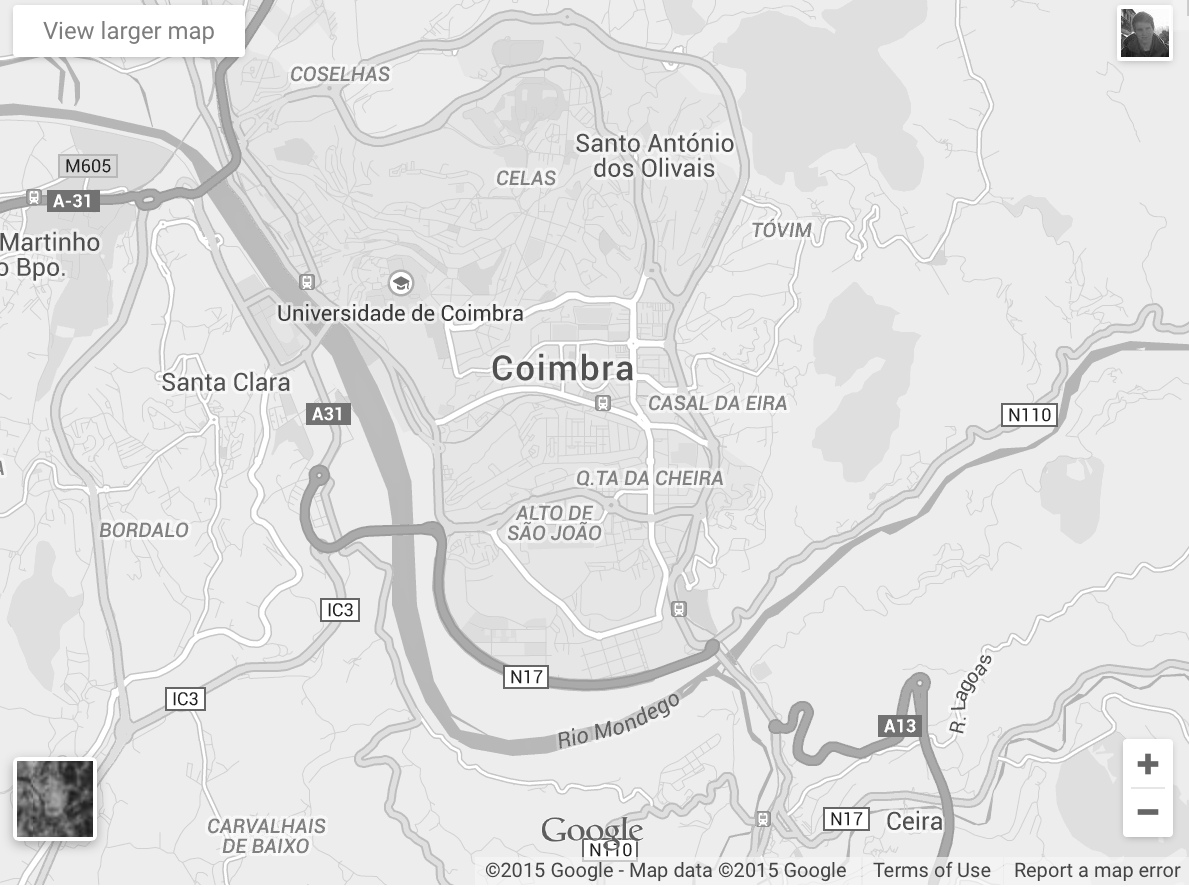 View larger map
COSELHAS
Santo António
dos Olivais
M605
CELAS
A-31
TÓVIM
Martinho
o Bpo.
Universidade de Coimbra
Coimbra
Santa Clara
CASAL DA EIRA
A31
N110
A
Q.TA DA CHEIRA
ALTO DE
SÃO JOÃO
BORDALO
IC3
N17
R. Lagoas
IC3
Rio Mondego
A13
+
−
N17
Ceira
CARVALHAIS
DE BAIXO
Google
N110
©2015 Google - Map data ©2015 Google
Terms of Use
Report a map error